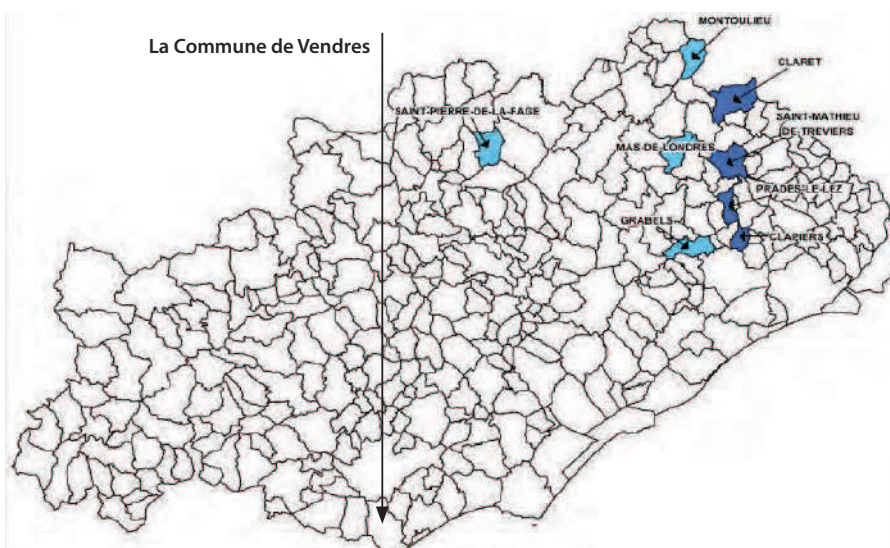 MONTOULIEU
La Commune de Vendres
CLARET
SAINT-PIERRE-DE-LA-FAGE
SAINT-MATHIEU
DE-TREVIERS
MAS-DE-LONDRES
PRADES-LE-LEZ
GRABELS
CLAPIERS